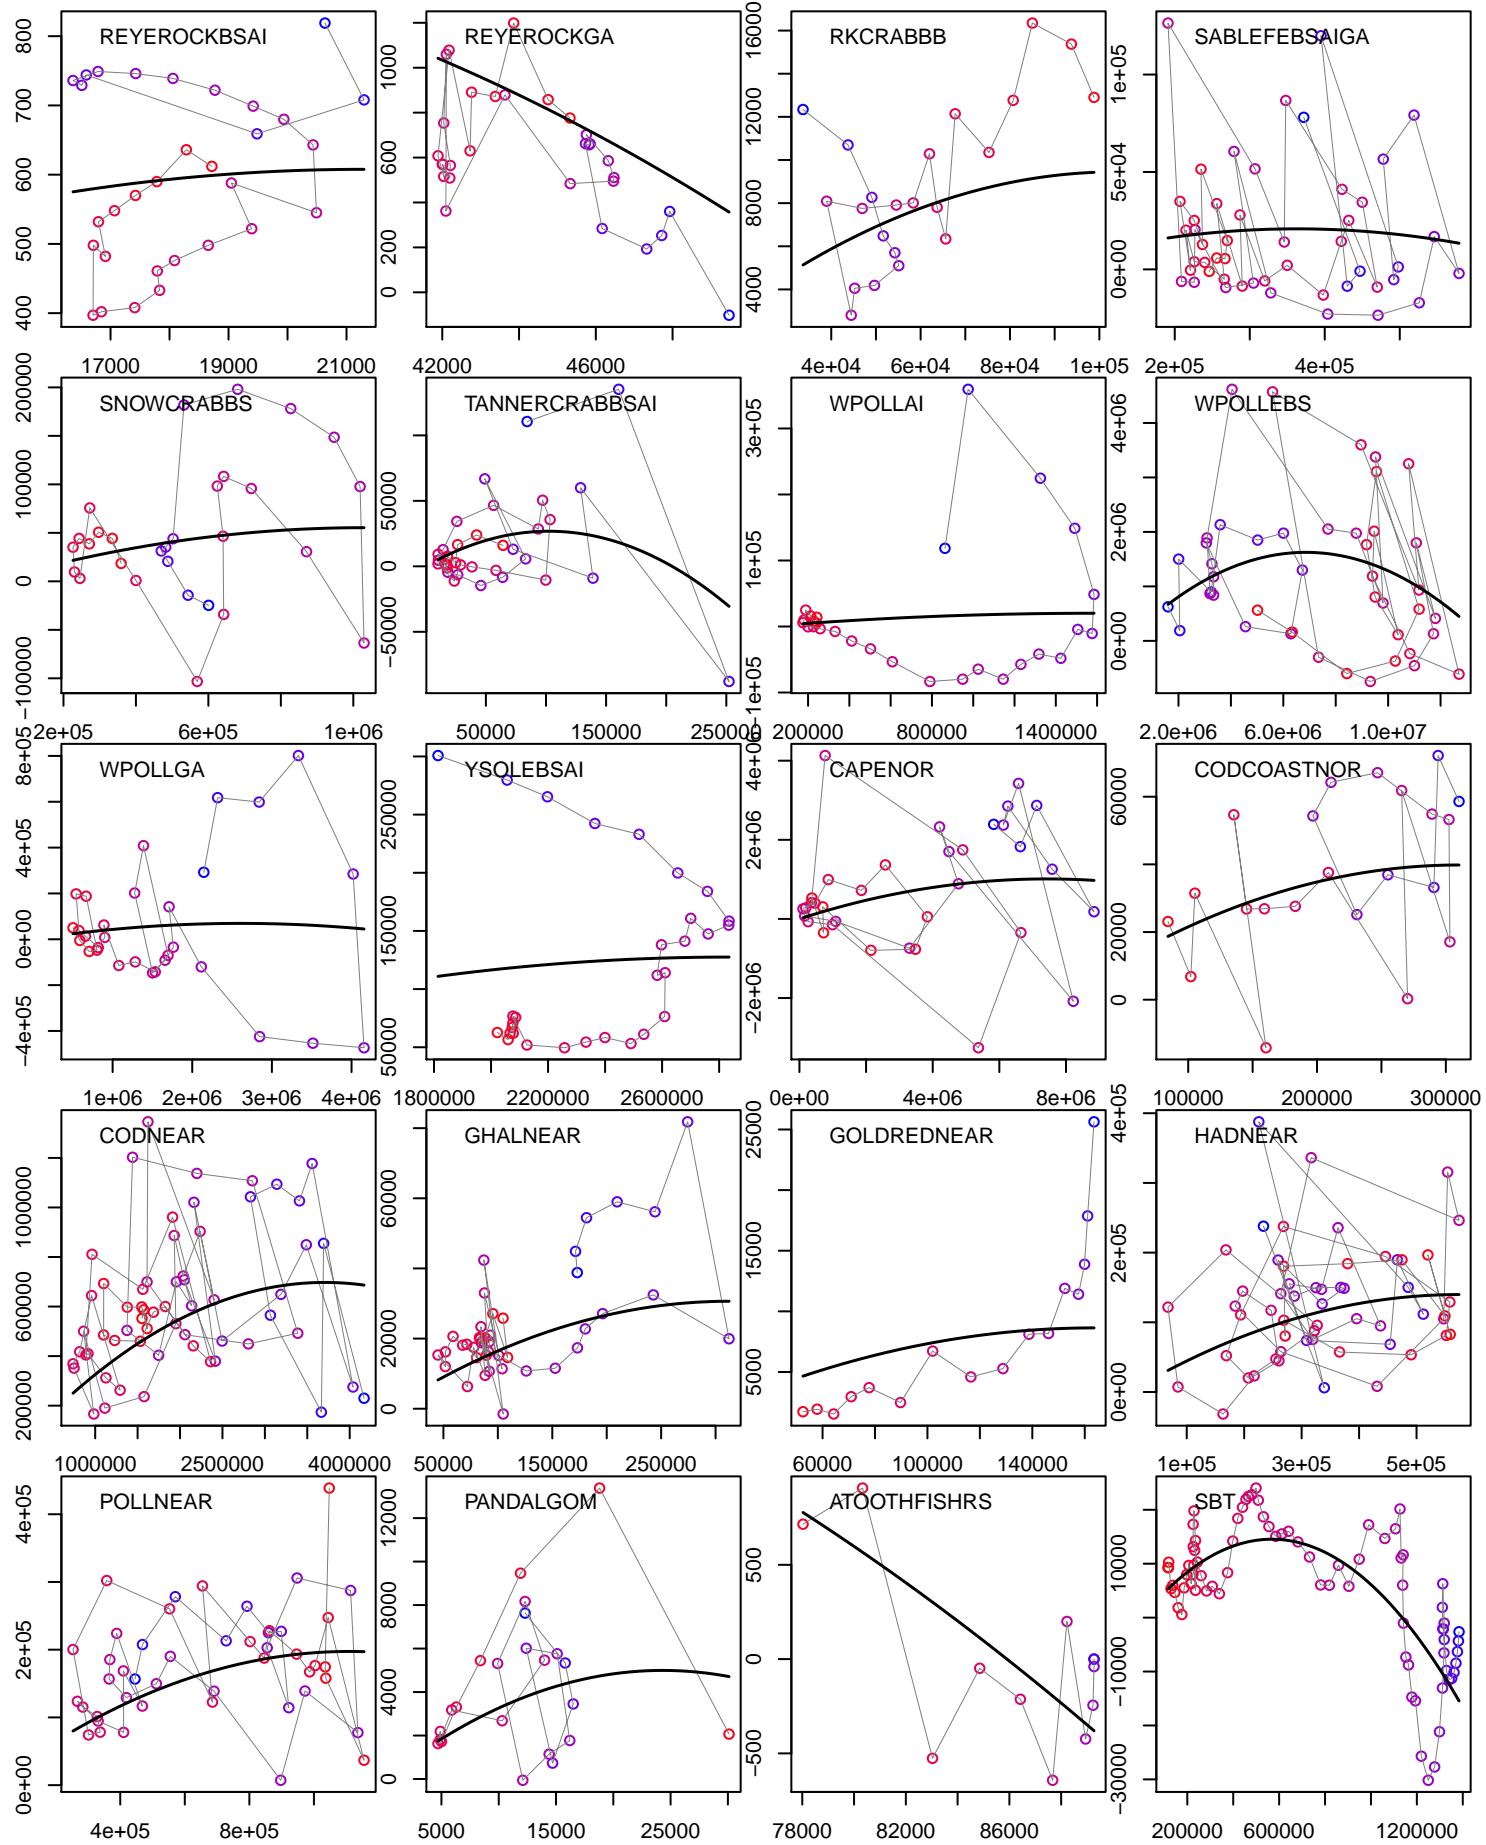 REYEROCKBSAI REYEROCKGA RKCRABBB SABLEFEBSAIGA
400 500 600 700 800
0 200 600 1000
4000 8000 12000 16000
0e+00 5e+04 1e+05
17000 19000 21000 42000 46000 4e+04 6e+04 8e+04 1e+05 2e+05 4e+05
SNOWCRABBS TANNERCRABBSAI WPOLLAI WPOLLEBS
−100000 0 100000 200000
−50000 0 50000
−1e+05 1e+05 3e+05
0e+00 2e+06 4e+06
2e+05 6e+05 1e+06 50000 150000 250000 200000 800000 1400000 2.0e+06 6.0e+06 1.0e+07
WPOLLGA YSOLEBSAI CAPENOR CODCOASTNOR
−4e+05 0e+00 4e+05 8e+05
50000 150000 250000
−2e+06 2e+06 4e+06
0 20000 60000
1e+06 2e+06 3e+06 4e+06 1800000 2200000 2600000 0e+00 4e+06 8e+06 100000 200000 300000
CODNEAR GHALNEAR GOLDREDNEAR HADNEAR
200000 600000 1000000
0 20000 60000
5000 15000 25000
0e+00 2e+05 4e+05
1000000 2500000 4000000 50000 150000 250000 60000 100000 140000 1e+05 3e+05 5e+05
POLLNEAR PANDALGOM ATOOTHFISHRS SBT
0e+00 2e+05 4e+05
0 4000 8000 12000
−500 0 500
−30000 −10000 10000
4e+05 8e+05 5000 15000 25000 78000 82000 86000 200000 600000 1200000